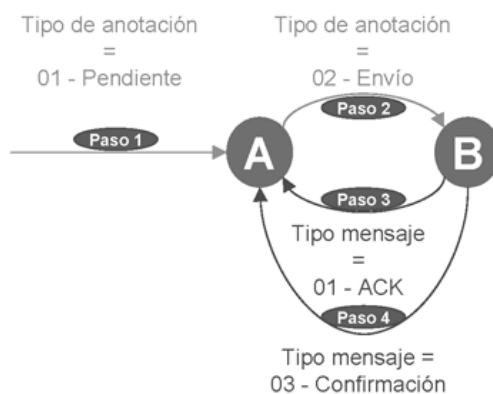 Tipo de anotación
=
01 - Pendiente
Tipo de anotación
=
02 - Envío
Paso 1
Paso 2
A
B
Paso 3
Tipo mensaje
=
01 - ACK
Paso 4
Tipo mensaje =
03 - Confirmación